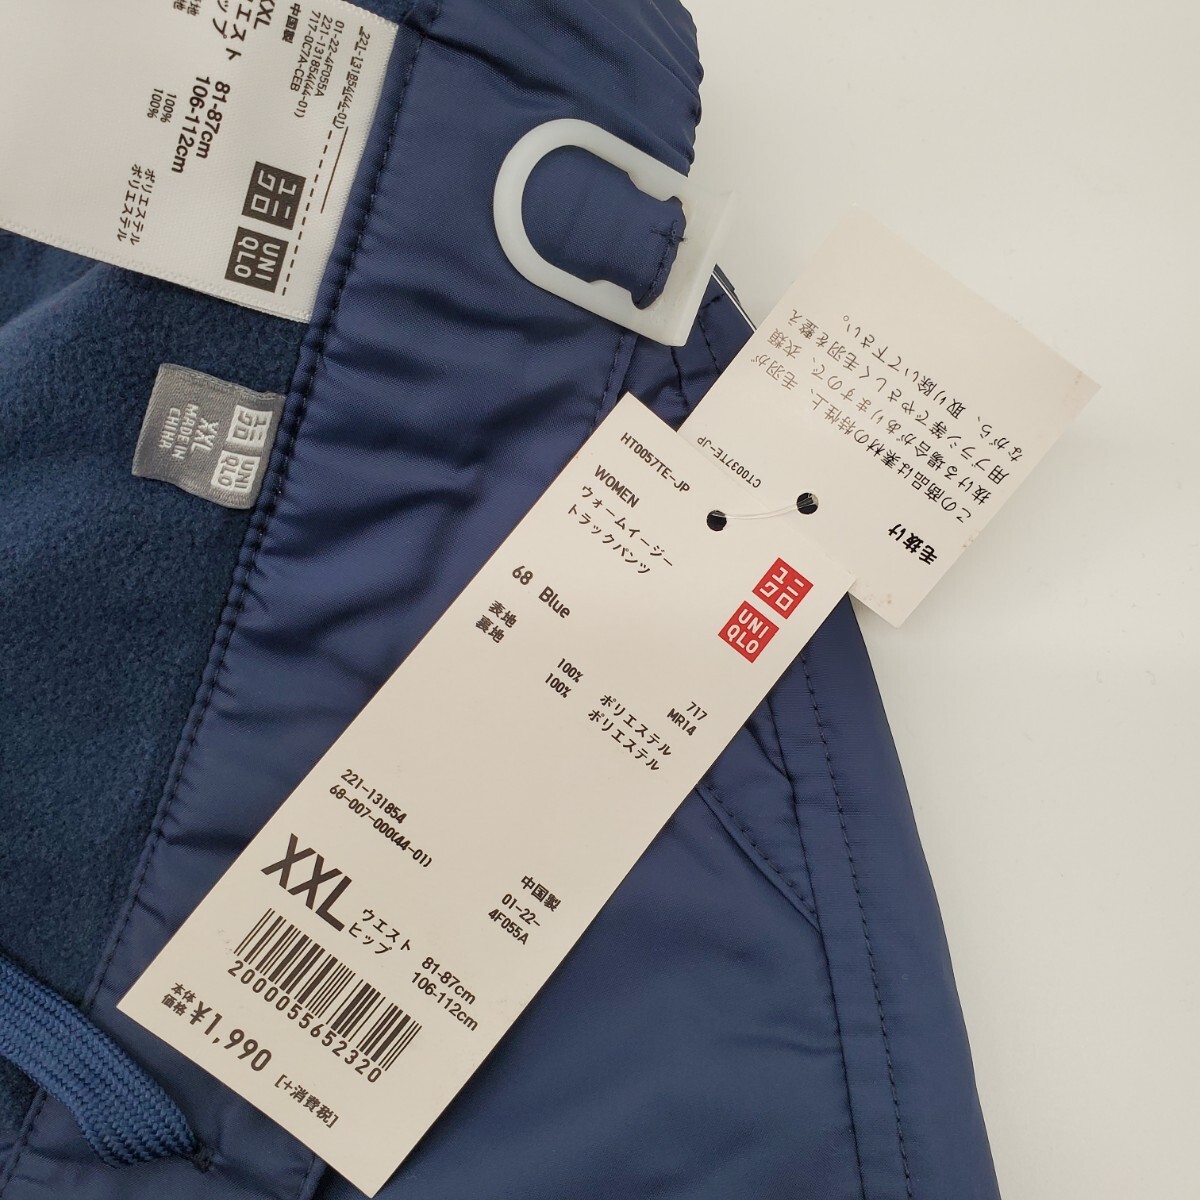 221-131854(44-01)
XXL
エスト 81-87cm
ップ 106-112cm
100% ポリエステル
100% ポリエステル
01-22-4F055A
221-131854(44-01)
717-0C7A-CEB
中国製
ユニ
クロ
UNI
QLO
ユニ
クロ
UNI
QLO
XXL
MADE IN
CHINA
毛抜け
この商品は素材の特性上、毛羽が
抜ける場合がありますので、衣類
用ブラシ等でやさしく毛羽を整え
ながら、取り除いて下さい。
CT0037TE-JP
HT0057TE-JP
WOMEN
ウォームイージー
トラックパンツ
68 Blue
ユニ
クロ
UNI
QLO
表地 100% ポリエステル
裏地 100% ポリエステル
717
MR14
221-131854
68-007-000(44-01)
中国製
01-22-
4F055A
XXL
ウエスト 81-87cm
ヒップ 106-112cm
2000055652320
本体
価格 ¥1,990 [+消費税]